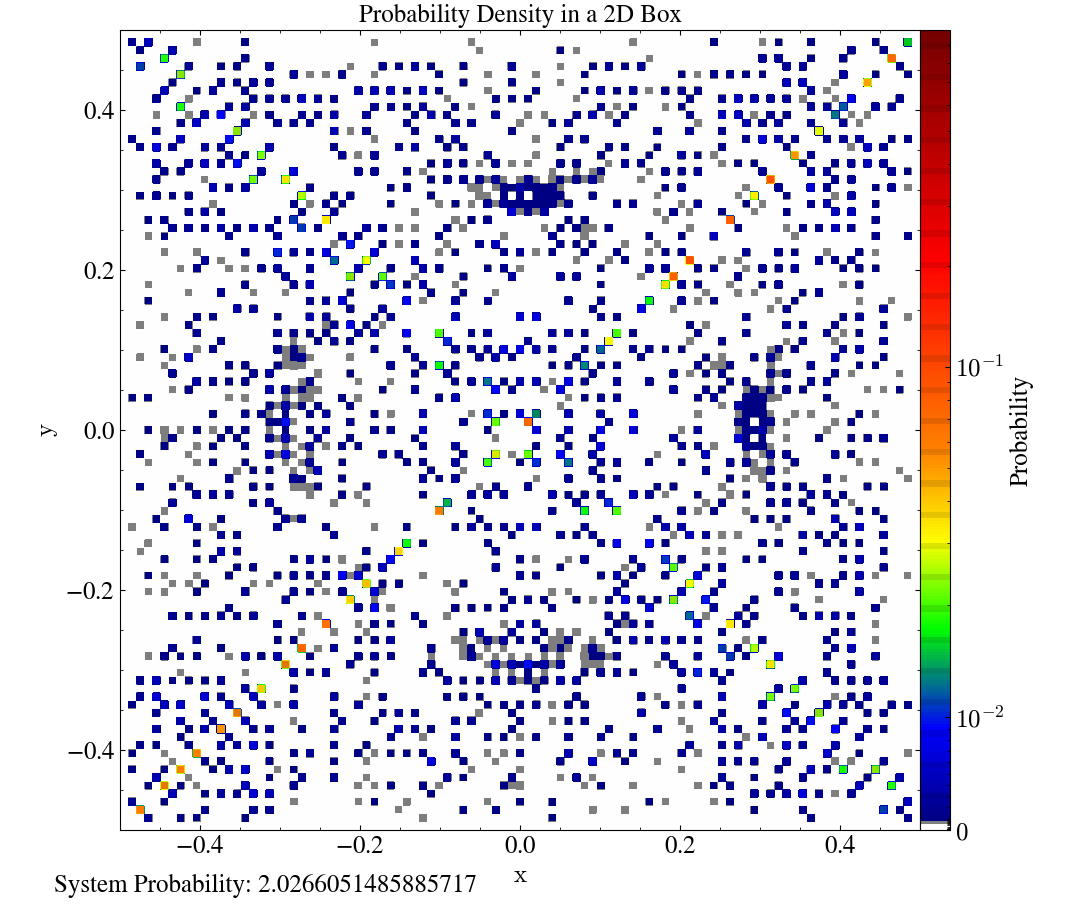 Probability Density in a 2D Box
0.4
0.2
0.0
−0.2
−0.4
y
−0.4 −0.2 0.0 0.2 0.4
x
10⁻¹
10⁻²
0
Probability
System Probability: 2.0266051485885717